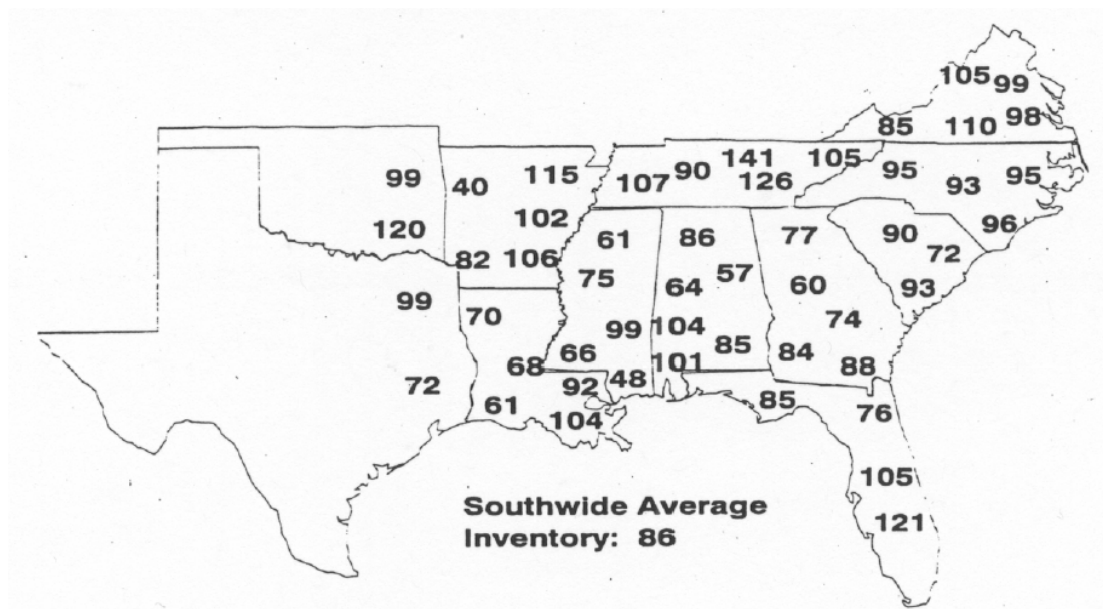 105 99
85 110 98
99 40 115 107 90 141 105 95 93 95
126
120 102 61 86 77 90 96
82 106 75 57 72
99 70 64 60 93
99 104 74
68 66 101 85 84 88
72 92 48
61 104 85 76
105
121
Southwide Average
Inventory: 86